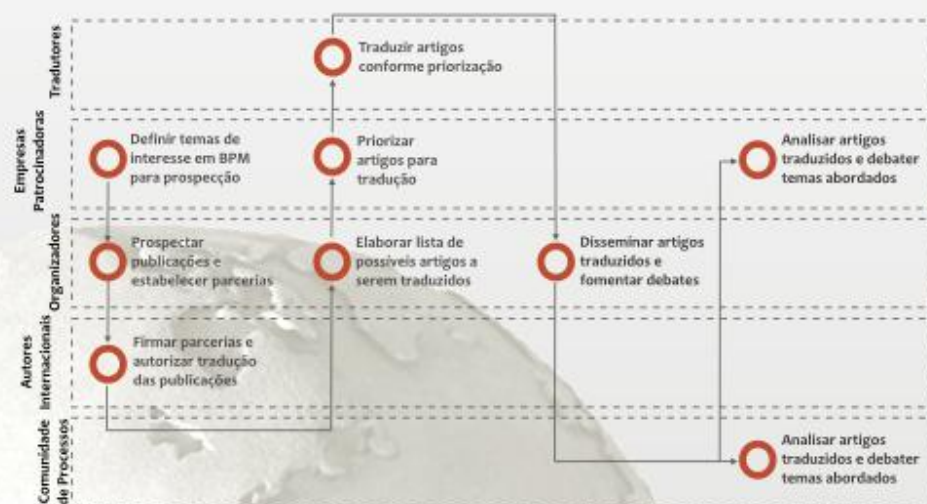 Tradutores
Traduzir artigos
conforme priorização
Empresas
Patrocinadoras
Definir temas de
interesse em BPM
para prospecção
Priorizar
artigos para
tradução
Analisar artigos
traduzidos e debater
temas abordados
Organizadores
Prospectar
publicações e
estabelecer parcerias
Elaborar lista de
possíveis artigos a
serem traduzidos
Disseminar artigos
traduzidos e
fomentar debates
Autores
Internacionais
Firmar parcerias e
autorizar tradução
das publicações
Comunidade
de Processos
Analisar artigos
traduzidos e debater
temas abordados